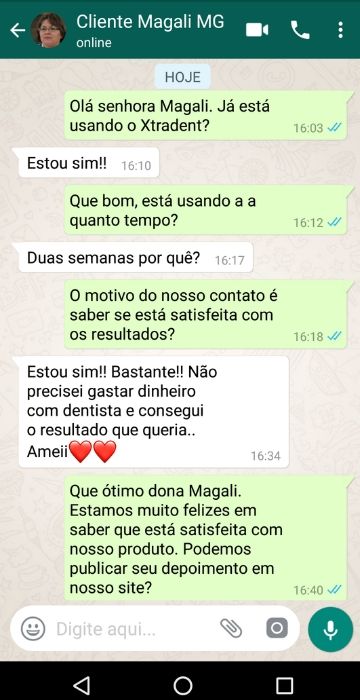 Cliente Magali MG
online
HOJE
Olá senhora Magali. Já está
usando o Xtradent?
16:03
Estou sim!! 16:10
Que bom, está usando a a
quanto tempo?
16:12
Duas semanas por quê? 16:17
O motivo do nosso contato é
saber se está satisfeita com
os resultados?
16:18
Estou sim!! Bastante!! Não
precisei gastar dinheiro
com dentista e consegui
o resultado que queria..
Ameii❤️❤️
16:34
Que ótimo dona Magali.
Estamos muito felizes em
saber que está satisfeita com
nosso produto. Podemos
publicar seu depoimento em
nosso site?
16:40
Digite aqui...